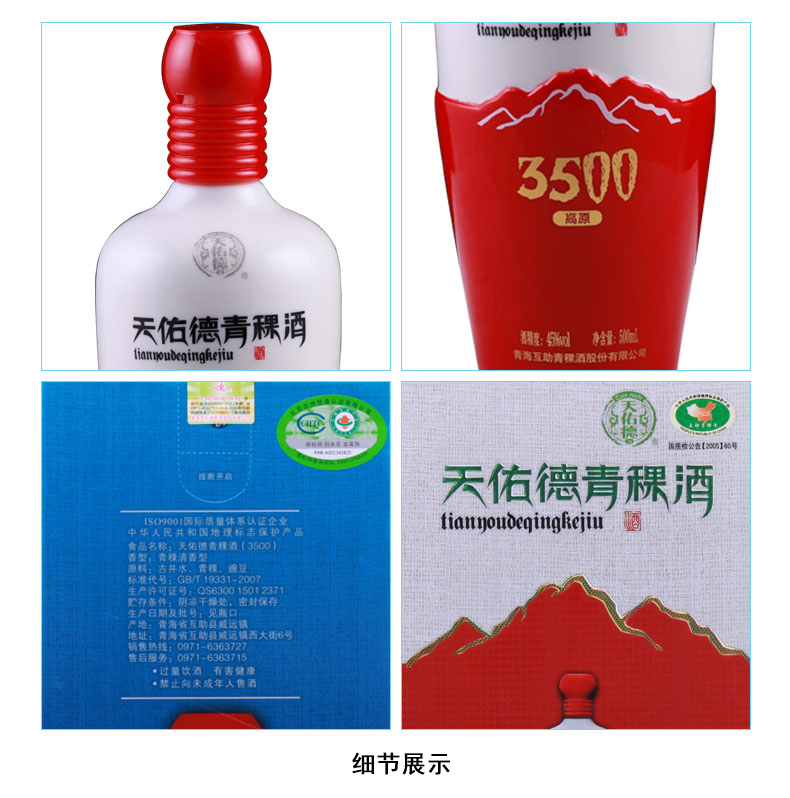 天佑德
®
天佑德青稞酒
tianyoudeqingkejiu
tianyoudeqingkejiu
3500
高原
酒精度：45%vol 净含量：500mL
青海互助青稞酒股份有限公司
按断开启
ISO9001国际质量体系认证企业
中华人民共和国地理标志保护产品
食品名称：天佑德青稞酒（3500）
香型：青稞清香型
原料：古井水、青稞、豌豆
标准代号：GB/T 19331-2007
生产许可证号：QS6300 1501 2371
贮存条件：阴凉干燥处，密封保存
生产日期及批号：见瓶口
产地：青海省互助县威远镇
地址：青海省互助县威远镇西大街6号
销售热线：0971-6363727
售后服务：0971-6363715
• 过量饮酒 有害健康
• 禁止向未成年人售酒
天佑德
®
国质检公告【2005】60号
天佑德青稞酒
tianyoudeqingkejiu
酒
细节展示